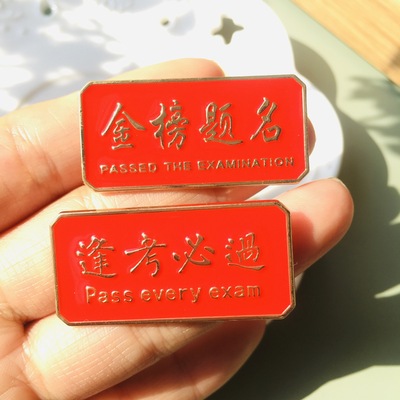 金榜题名
PASSED THE EXAMINATION
逢考必過
Pass every exam